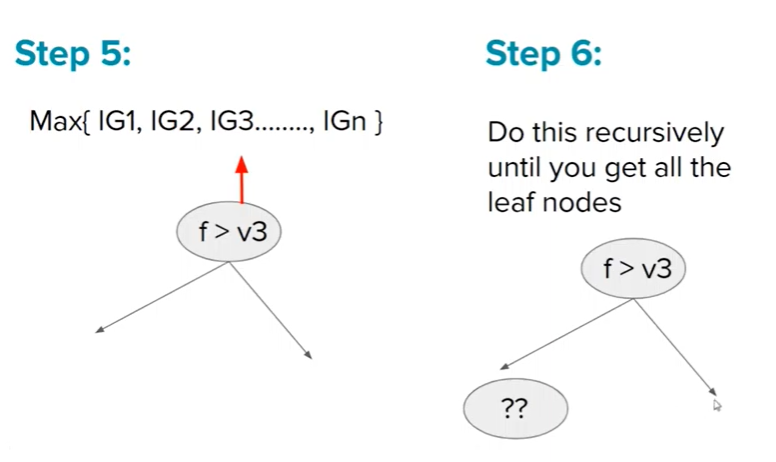 Step 5:
Max{ IG1, IG2, IG3........, IGn }
f > v3
Step 6:
Do this recursively
until you get all the
leaf nodes
f > v3
??